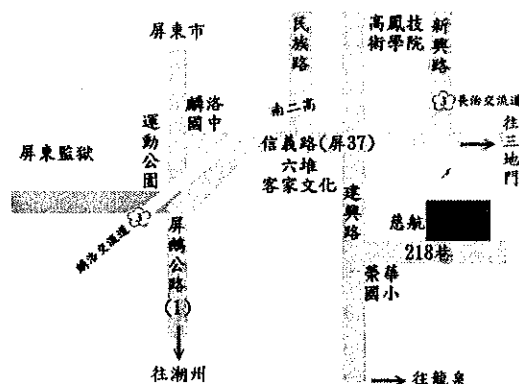 屏東市
民族路
高鳳技術學院
新興路
麟洛國中
南二高
3
長治交流道
運動公園
屏東監獄
信義路(屏37)
往三地門
六堆
客家文化
建興路
慈航
麟洛交流道
屏鵝公路(1)
218巷
榮華國小
往潮州
往龍泉